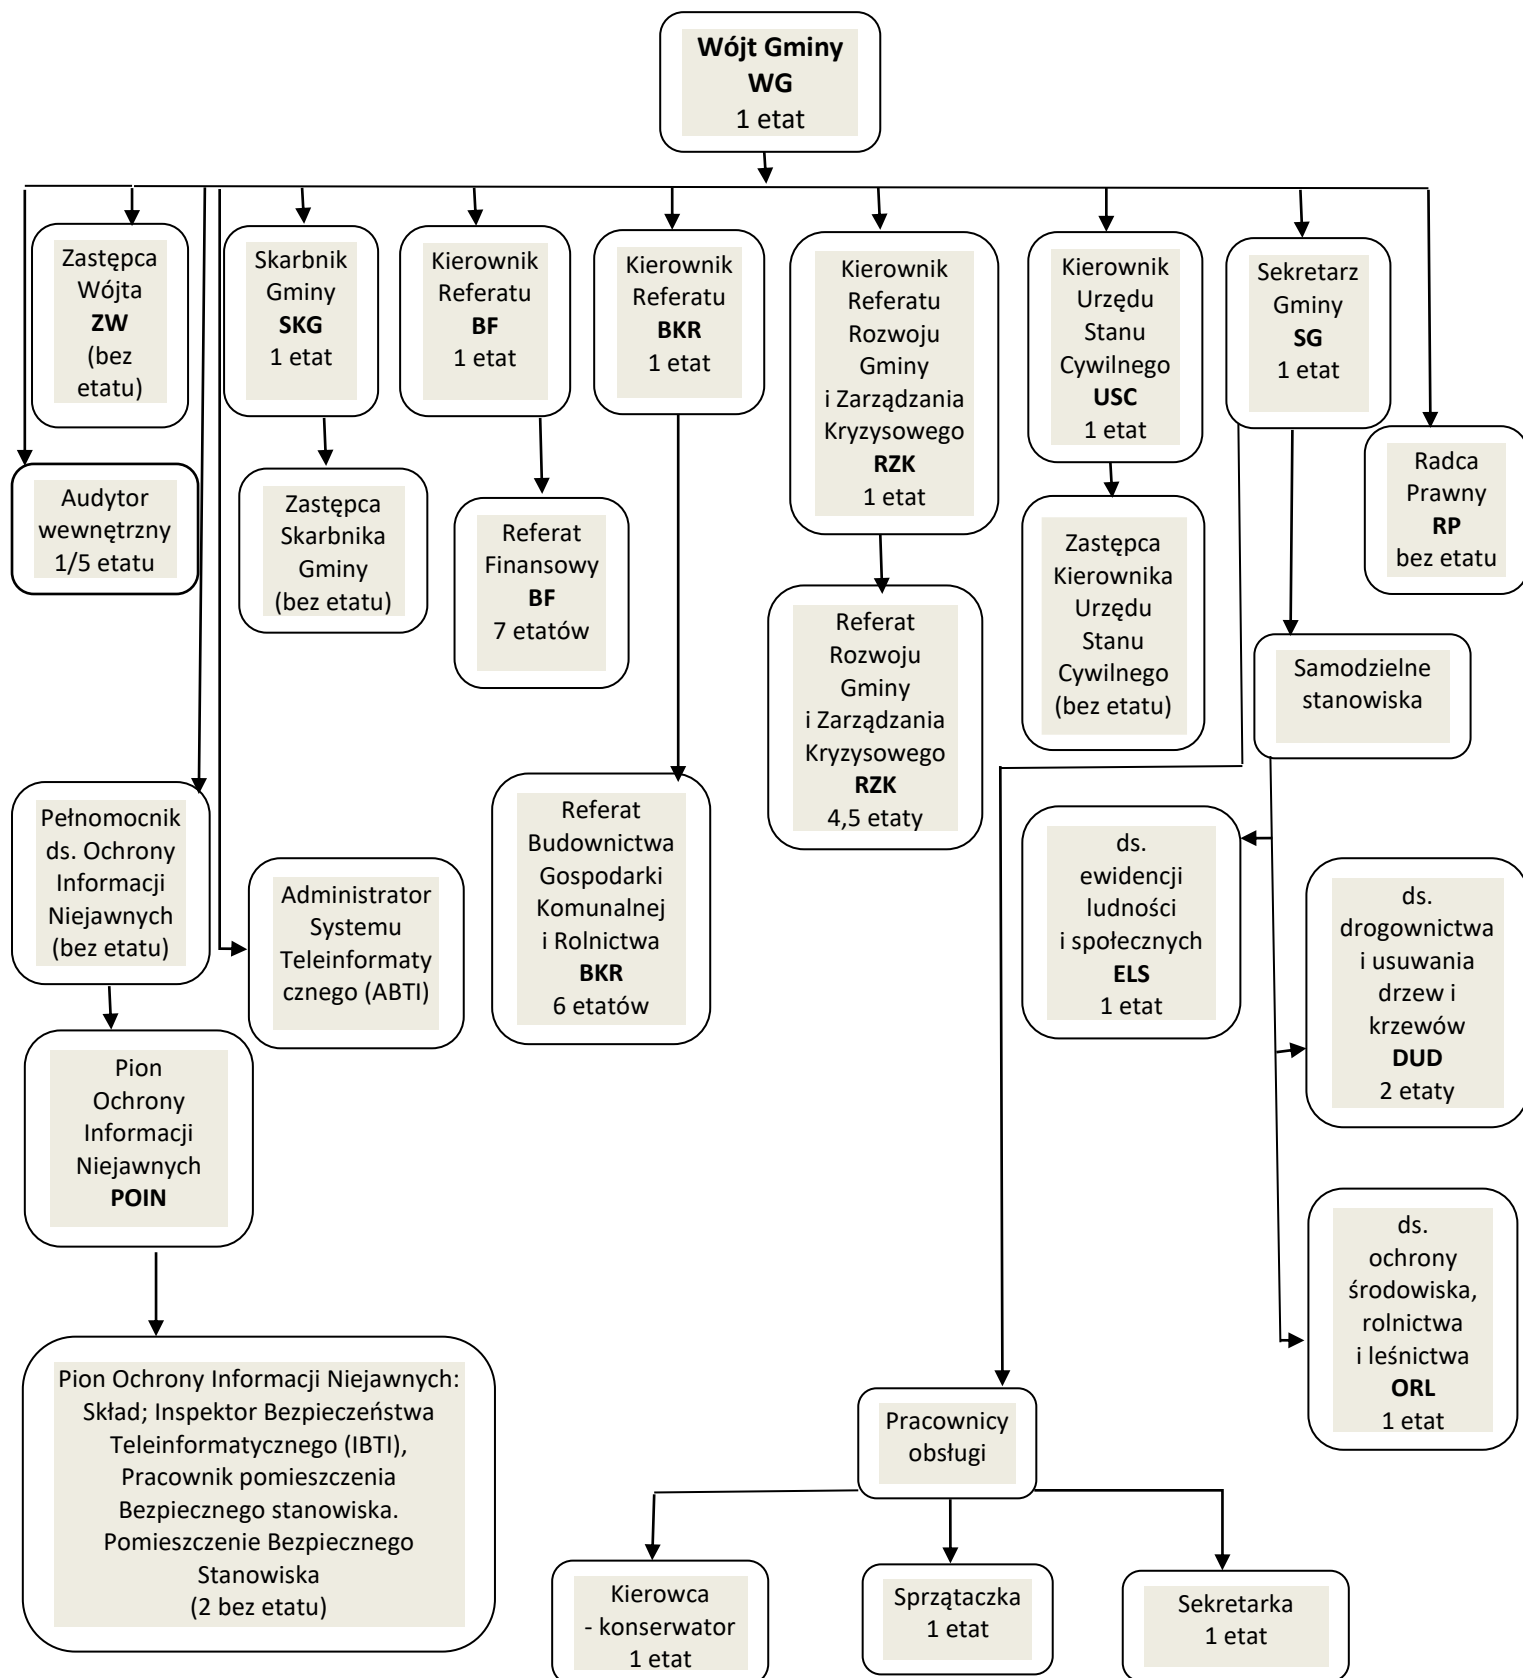 Wójt Gminy
WG
1 etat
Zastępca
Wójta
ZW
(bez
etatu)
Skarbnik
Gminy
SKG
1 etat
Kierownik
Referatu
BF
1 etat
Kierownik
Referatu
BKR
1 etat
Kierownik
Referatu
Rozwoju
Gminy
i Zarządzania
Kryzysowego
RZK
1 etat
Kierownik
Urzędu
Stanu
Cywilnego
USC
1 etat
Sekretarz
Gminy
SG
1 etat
Radca
Prawny
RP
bez etatu
Audytor
wewnętrzny
1/5 etatu
Zastępca
Skarbnika
Gminy
(bez etatu)
Referat
Finansowy
BF
7 etatów
Referat
Rozwoju
Gminy
i Zarządzania
Kryzysowego
RZK
4,5 etaty
Zastępca
Kierownika
Urzędu
Stanu
Cywilnego
(bez etatu)
Samodzielne
stanowiska
Pełnomocnik
ds. Ochrony
Informacji
Niejawnych
(bez etatu)
Administrator
Systemu
Teleinformaty
cznego (ABTI)
Referat
Budownictwa
Gospodarki
Komunalnej
i Rolnictwa
BKR
6 etatów
ds.
ewidencji
ludności
i społecznych
ELS
1 etat
ds.
drogownictwa
i usuwania
drzew i
krzewów
DUD
2 etaty
Pion
Ochrony
Informacji
Niejawnych
POIN
ds.
ochrony
środowiska,
rolnictwa
i leśnictwa
ORL
1 etat
Pion Ochrony Informacji Niejawnych:
Skład; Inspektor Bezpieczeństwa
Teleinformatycznego (IBTI),
Pracownik pomieszczenia
Bezpiecznego stanowiska.
Pomieszczenie Bezpiecznego
Stanowiska
(2 bez etatu)
Pracownicy
obsługi
Kierowca
- konserwator
1 etat
Sprzątaczka
1 etat
Sekretarka
1 etat